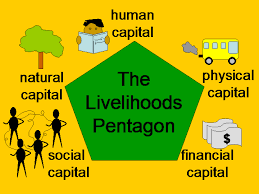 human
capital
natural
capital
The
Livelihoods
Pentagon
physical
capital
social
capital
financial
capital
$